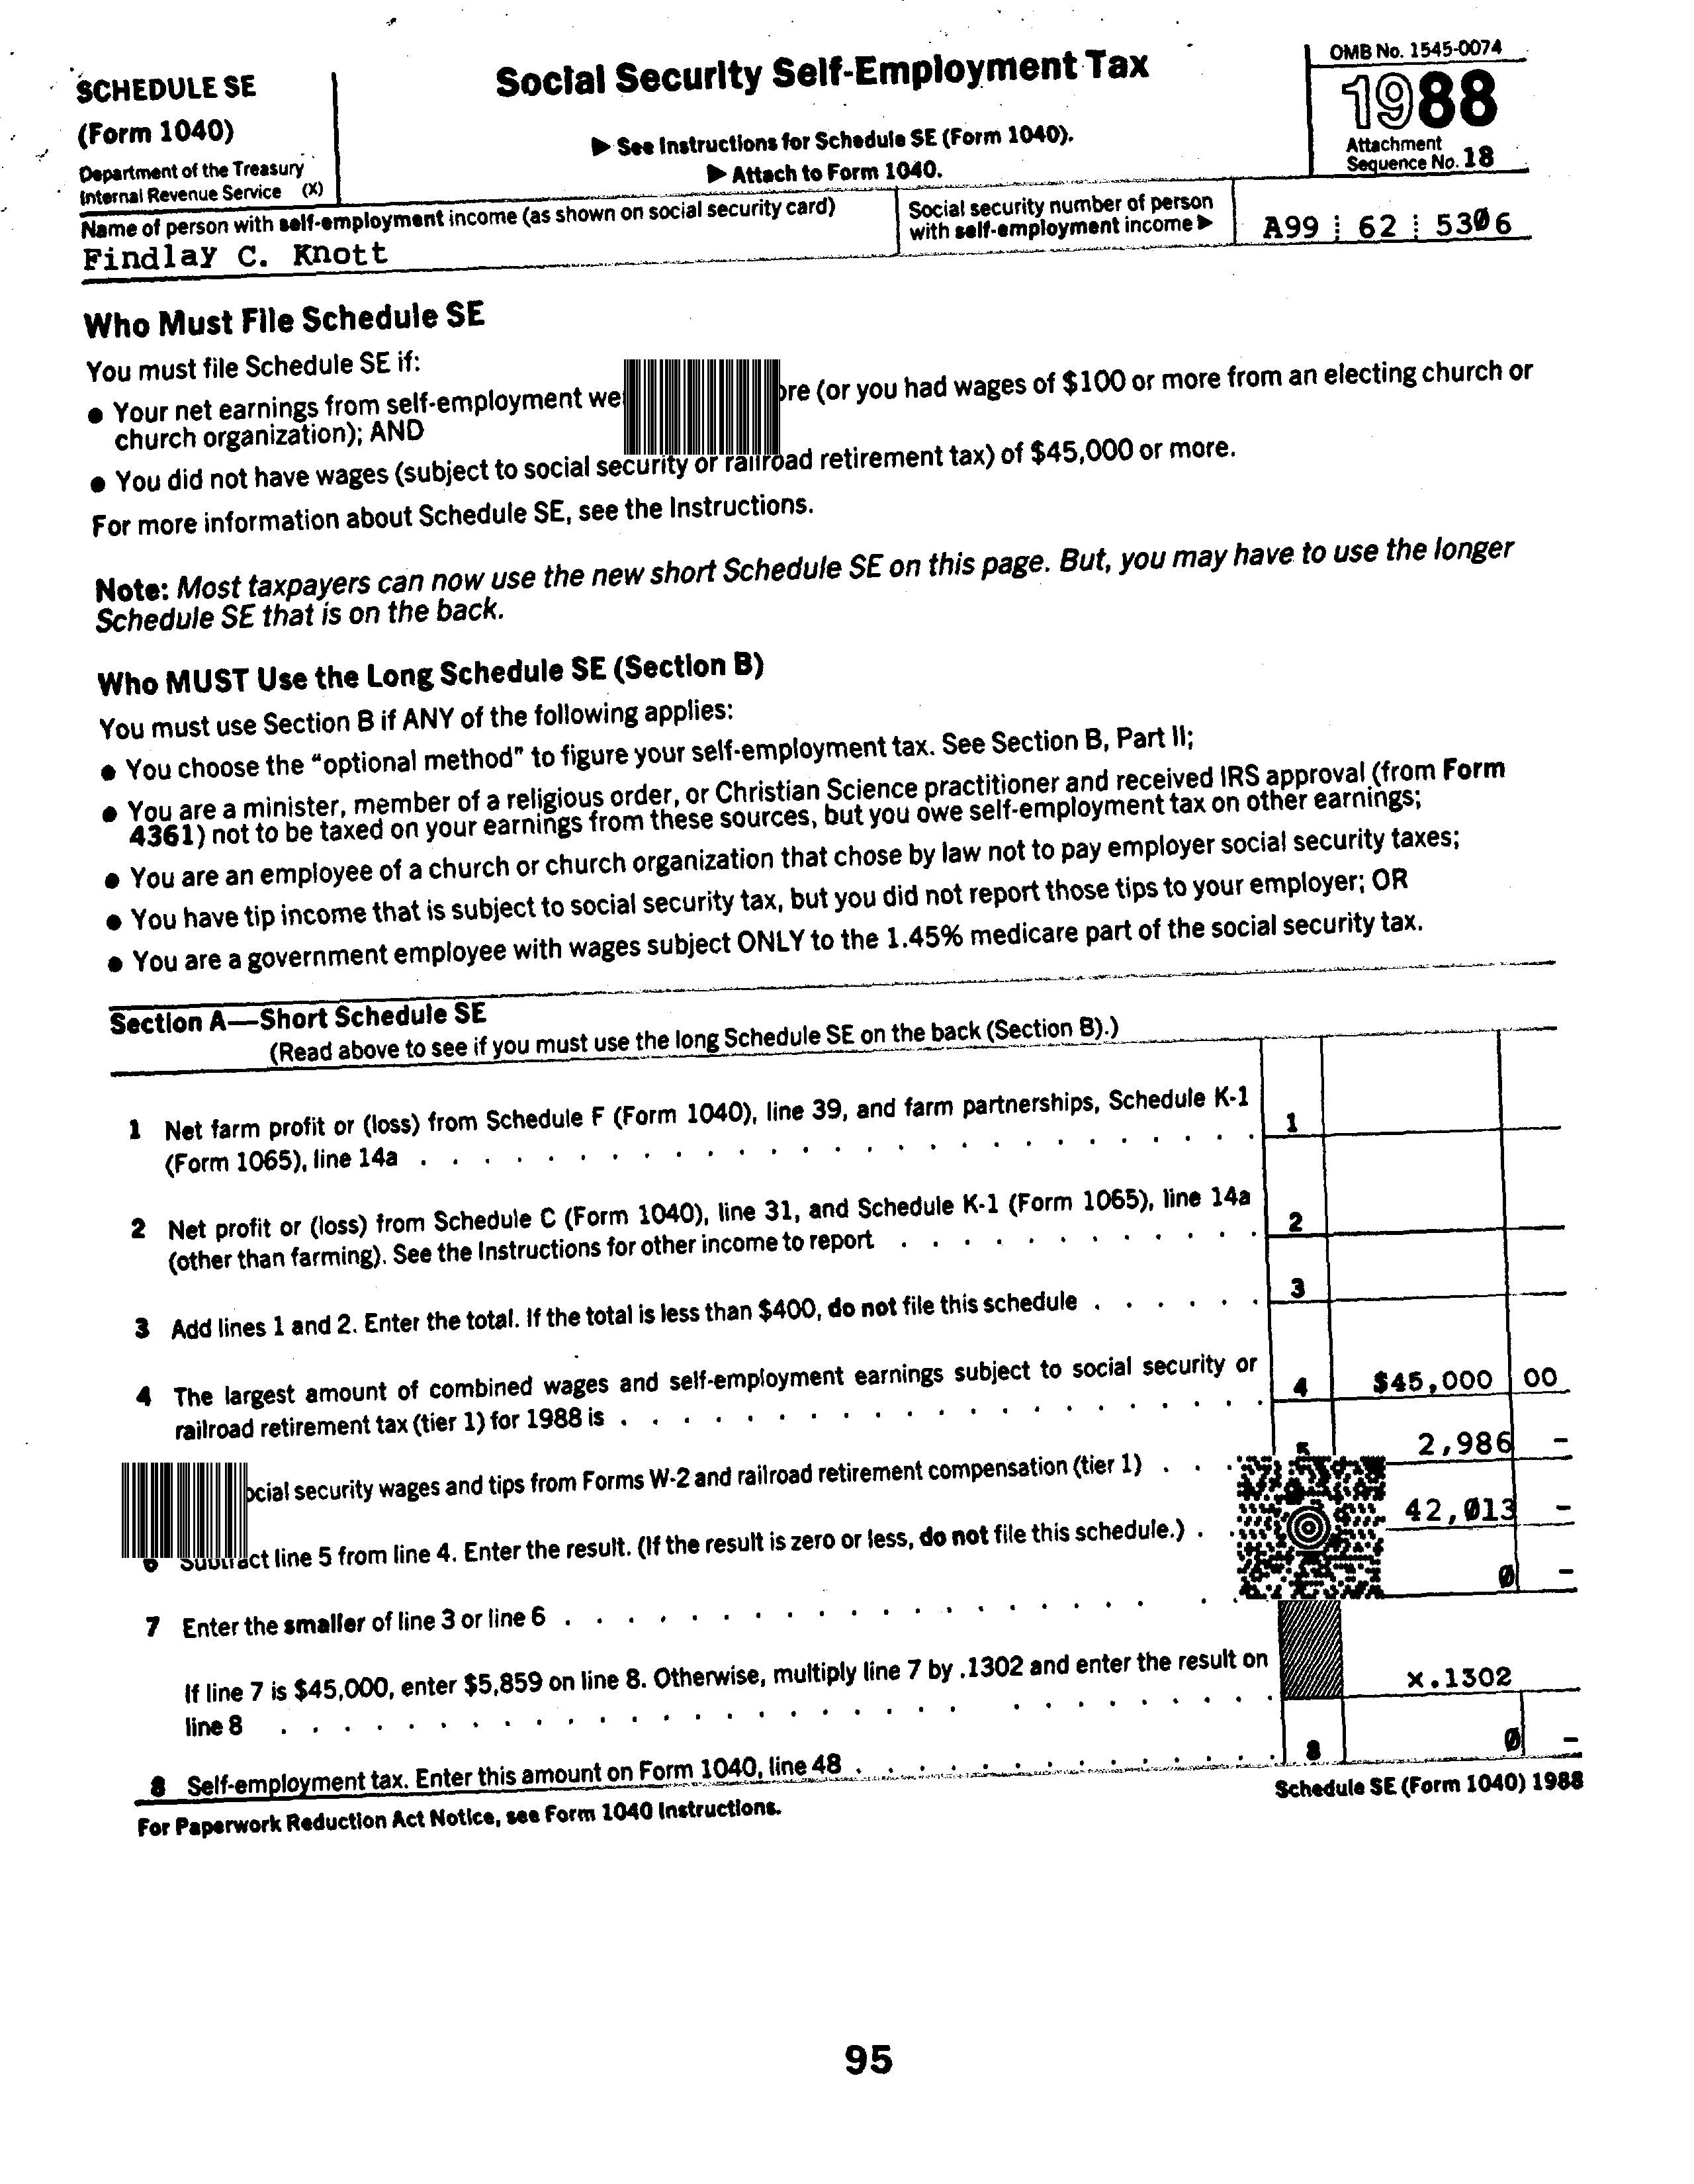 SCHEDULE SE
(Form 1040)
Department of the Treasury
Internal Revenue Service (X)
Social Security Self-Employment Tax
▶ See Instructions for Schedule SE (Form 1040).
▶ Attach to Form 1040.
OMB No. 1545-0074
1988
Attachment
Sequence No. 18
Name of person with self-employment income (as shown on social security card)
Findlay C. Knott
Social security number of person
with self-employment income ▶
A99 62 5306
Who Must File Schedule SE
You must file Schedule SE if:
● Your net earnings from self-employment (or you had wages of $100 or more from an electing church or
church organization); AND
● You did not have wages (subject to social security or railroad retirement tax) of $45,000 or more.
For more information about Schedule SE, see the Instructions.
Note: Most taxpayers can now use the new short Schedule SE on this page. But, you may have to use the longer
Schedule SE that is on the back.
Who MUST Use the Long Schedule SE (Section B)
You must use Section B if ANY of the following applies:
● You choose the "optional method" to figure your self-employment tax. See Section B, Part II;
● You are a minister, member of a religious order, or Christian Science practitioner and received IRS approval (from Form
4361) not to be taxed on your earnings from these sources, but you owe self-employment tax on other earnings;
● You are an employee of a church or church organization that chose by law not to pay employer social security taxes;
● You have tip income that is subject to social security tax, but you did not report those tips to your employer; OR
● You are a government employee with wages subject ONLY to the 1.45% medicare part of the social security tax.
Section A—Short Schedule SE
(Read above to see if you must use the long Schedule SE on the back (Section B).)
1 Net farm profit or (loss) from Schedule F (Form 1040), line 39, and farm partnerships, Schedule K-1
(Form 1065), line 14a . . . 1
2 Net profit or (loss) from Schedule C (Form 1040), line 31, and Schedule K-1 (Form 1065), line 14a
(other than farming). See the Instructions for other income to report . . . 2
3 Add lines 1 and 2. Enter the total. If the total is less than $400, do not file this schedule . . . 3
4 The largest amount of combined wages and self-employment earnings subject to social security or
railroad retirement tax (tier 1) for 1988 is . . . 4 $45,000 00
security wages and tips from Forms W-2 and railroad retirement compensation (tier 1) . . . 5 2,986 –
6 Subtract line 5 from line 4. Enter the result. (If the result is zero or less, do not file this schedule.) . . 42,013 –
7 Enter the smaller of line 3 or line 6 . . . 0 –
If line 7 is $45,000, enter $5,859 on line 8. Otherwise, multiply line 7 by .1302 and enter the result on
line 8 . . . x.1302
8 Self-employment tax. Enter this amount on Form 1040, line 48 . . . 8 0 –
For Paperwork Reduction Act Notice, see Form 1040 Instructions.
Schedule SE (Form 1040) 1988
95